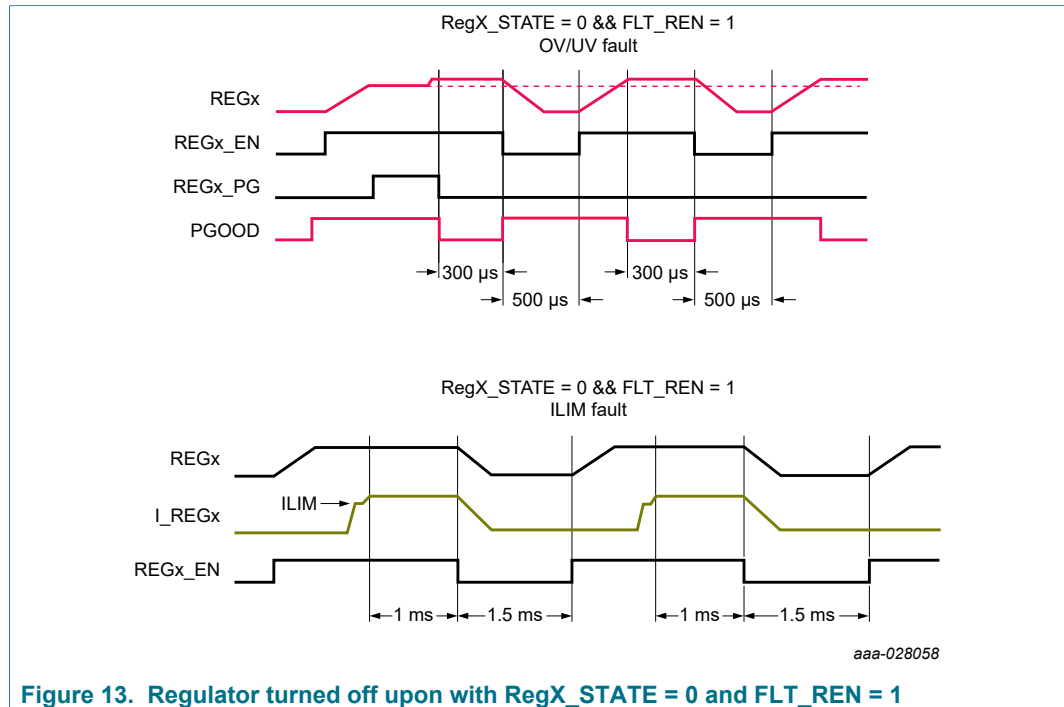 RegX_STATE = 0 && FLT_REN = 1
OV/UV fault
REGx
REGx_EN
REGx_PG
PGOOD
300 µs
300 µs
500 µs
500 µs
RegX_STATE = 0 && FLT_REN = 1
ILIM fault
REGx
ILIM
I_REGx
REGx_EN
1 ms
1.5 ms
1 ms
1.5 ms
aaa-028058
Figure 13. Regulator turned off upon with RegX_STATE = 0 and FLT_REN = 1